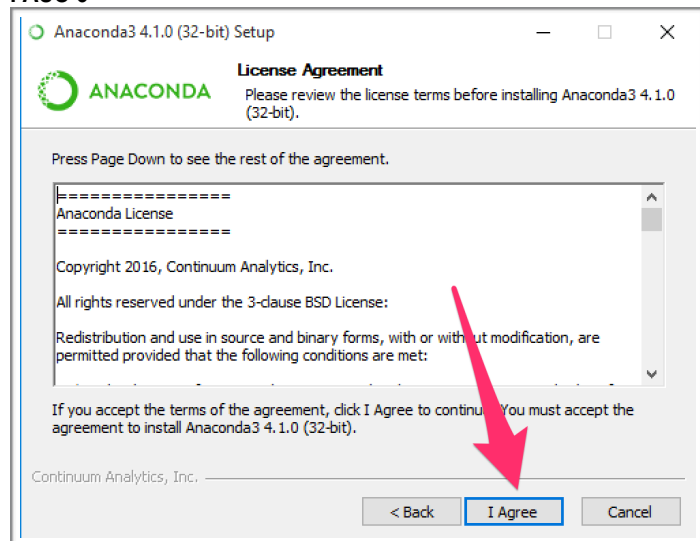 Anaconda3 4.1.0 (32-bit) Setup
ANACONDA
License Agreement
Please review the license terms before installing Anaconda3 4.1.0
(32-bit).
Press Page Down to see the rest of the agreement.
================
Anaconda License
================
Copyright 2016, Continuum Analytics, Inc.
All rights reserved under the 3-clause BSD License:
Redistribution and use in source and binary forms, with or without modification, are
permitted provided that the following conditions are met:
If you accept the terms of the agreement, click I Agree to continue. You must accept the
agreement to install Anaconda3 4.1.0 (32-bit).
Continuum Analytics, Inc.
< Back
I Agree
Cancel